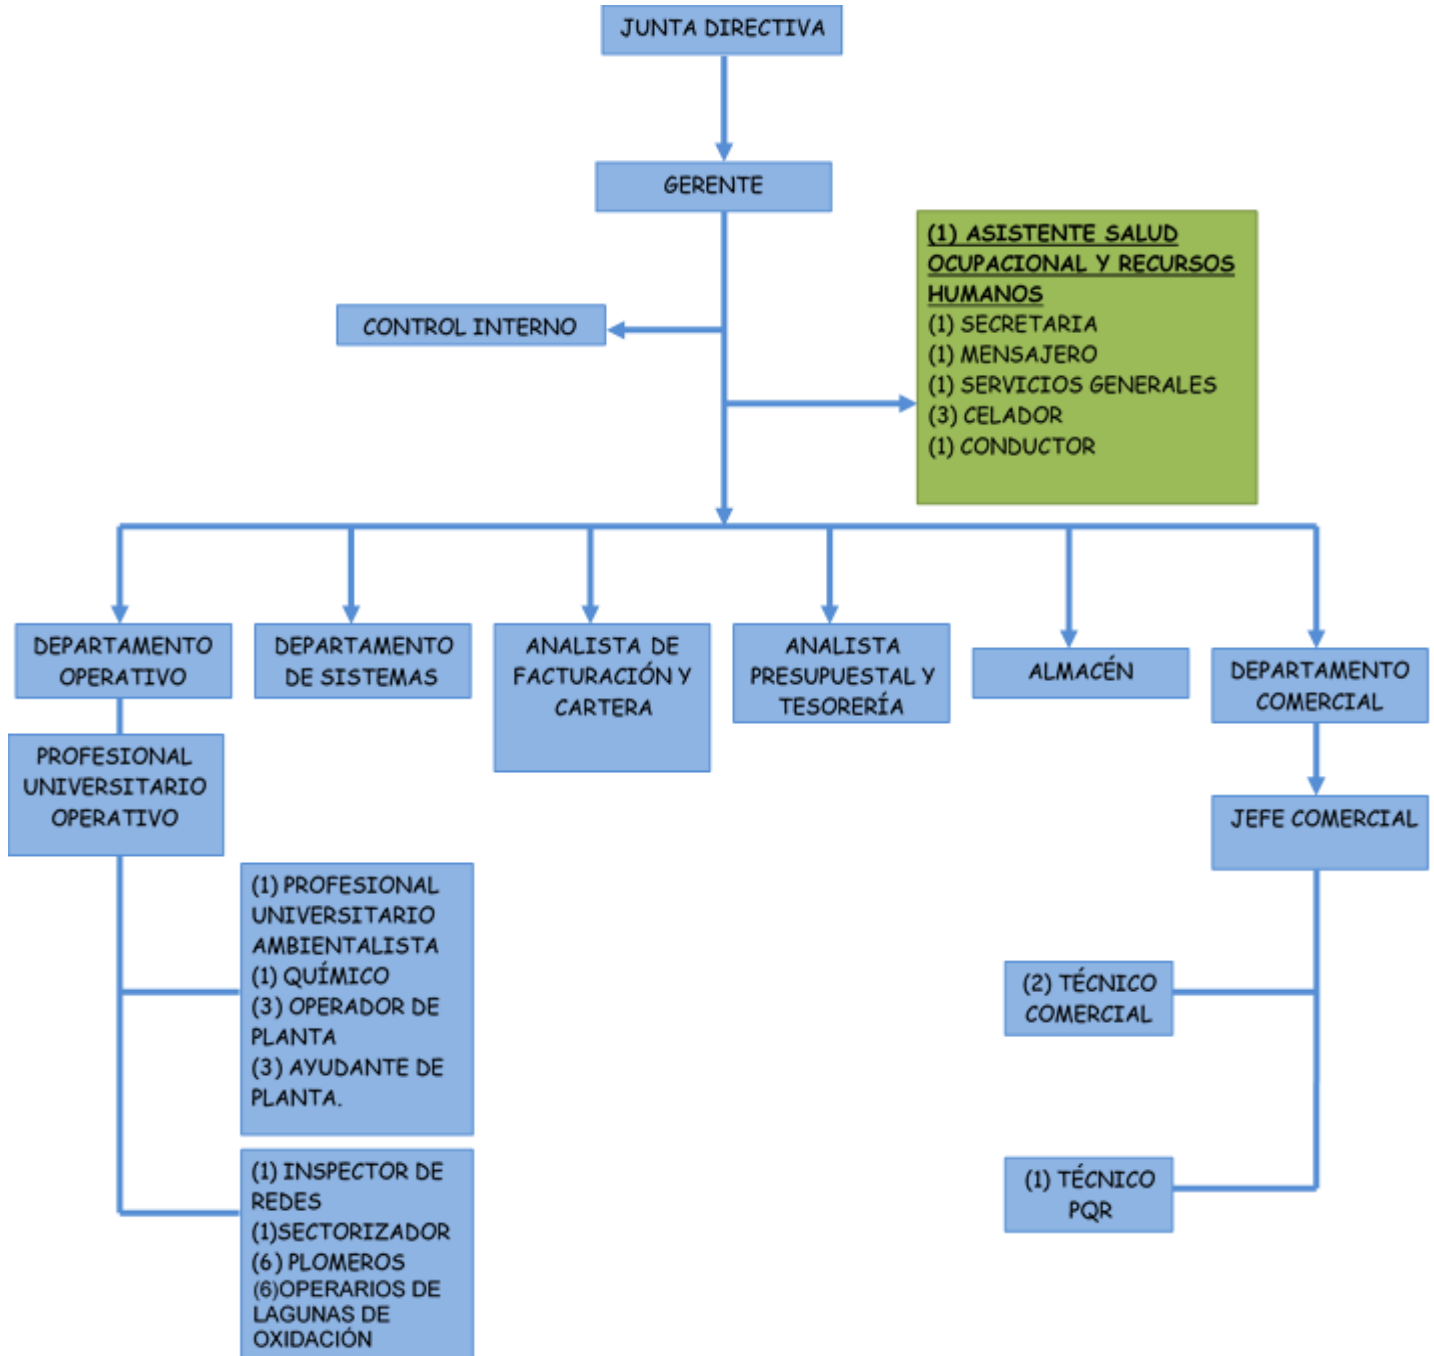 JUNTA DIRECTIVA
GERENTE
(1) ASISTENTE SALUD
OCUPACIONAL Y RECURSOS
HUMANOS
(1) SECRETARIA
(1) MENSAJERO
(1) SERVICIOS GENERALES
(3) CELADOR
(1) CONDUCTOR
CONTROL INTERNO
DEPARTAMENTO
OPERATIVO
DEPARTAMENTO
DE SISTEMAS
ANALISTA DE
FACTURACIÓN Y
CARTERA
ANALISTA
PRESUPUESTAL Y
TESORERÍA
ALMACÉN
DEPARTAMENTO
COMERCIAL
PROFESIONAL
UNIVERSITARIO
OPERATIVO
JEFE COMERCIAL
(1) PROFESIONAL
UNIVERSITARIO
AMBIENTALISTA
(1) QUÍMICO
(3) OPERADOR DE
PLANTA
(3) AYUDANTE DE
PLANTA.
(2) TÉCNICO
COMERCIAL
(1) INSPECTOR DE
REDES
(1)SECTORIZADOR
(6) PLOMEROS
(6)OPERARIOS DE
LAGUNAS DE
OXIDACIÓN
(1) TÉCNICO
PQR